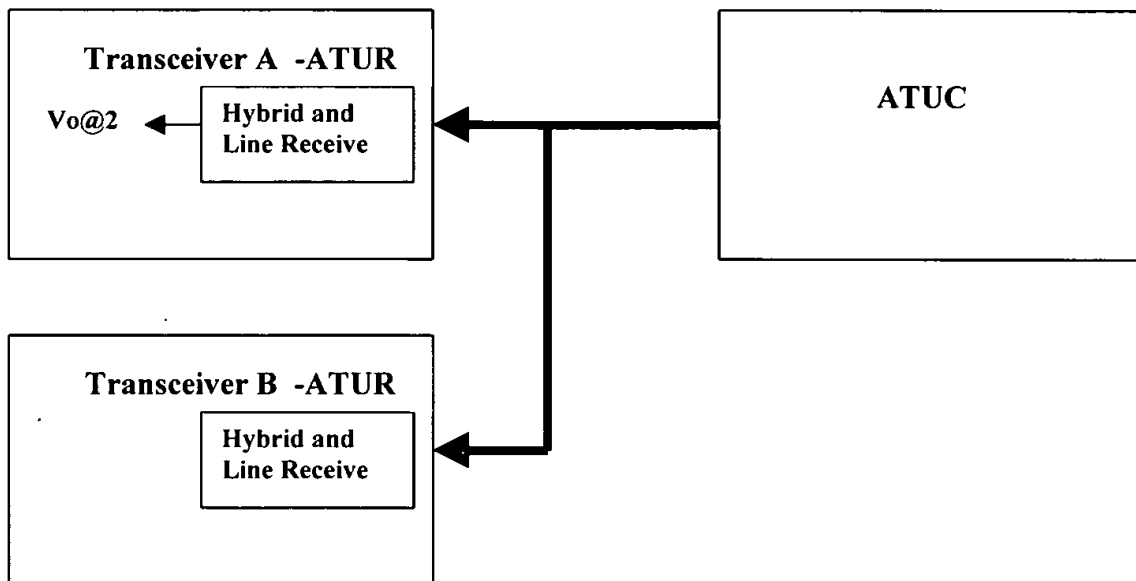 Transceiver A -ATUR
Hybrid and
Line Receive
Vo@2
ATUC
Transceiver B -ATUR
Hybrid and
Line Receive